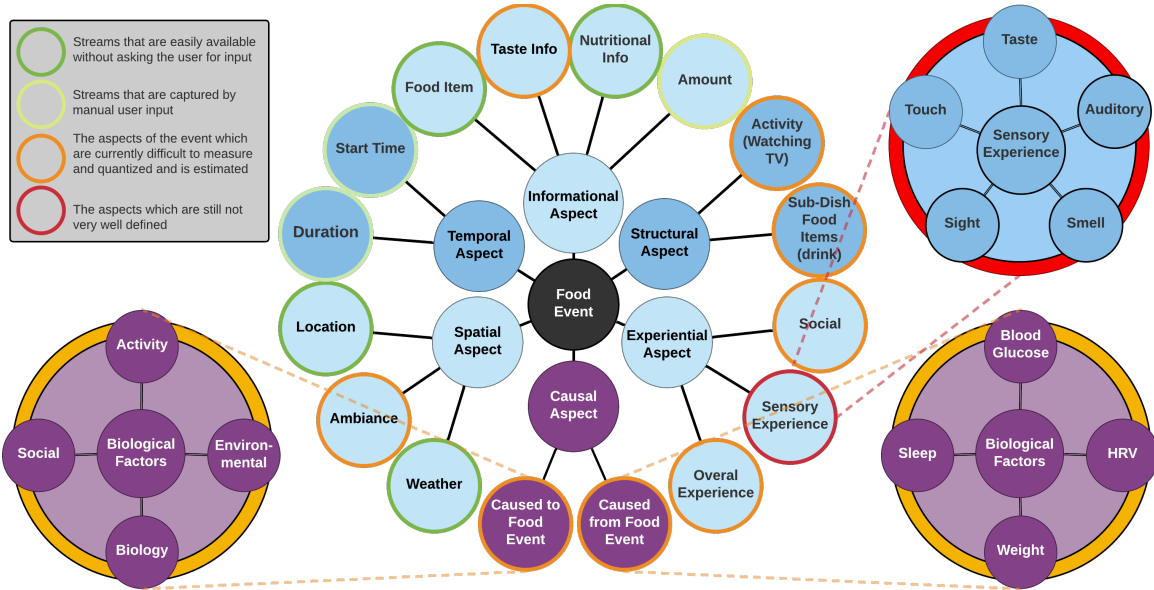 Streams that are easily available
without asking the user for input
Streams that are captured by
manual user input
The aspects of the event which
are currently difficult to measure
and quantized and is estimated
The aspects which are still not
very well defined
Taste Info
Nutritional
Info
Food Item
Amount
Start Time
Activity
(Watching
TV)
Duration
Sub-Dish
Food
Items
(drink)
Informational
Aspect
Temporal
Aspect
Structural
Aspect
Food
Event
Location
Spatial
Aspect
Experiential
Aspect
Social
Causal
Aspect
Ambiance
Sensory
Experience
Weather
Overal
Experience
Caused to
Food
Event
Caused
from Food
Event
Taste
Touch
Auditory
Sensory
Experience
Sight
Smell
Activity
Social
Biological
Factors
Environ-
mental
Biology
Blood
Glucose
Sleep
Biological
Factors
HRV
Weight